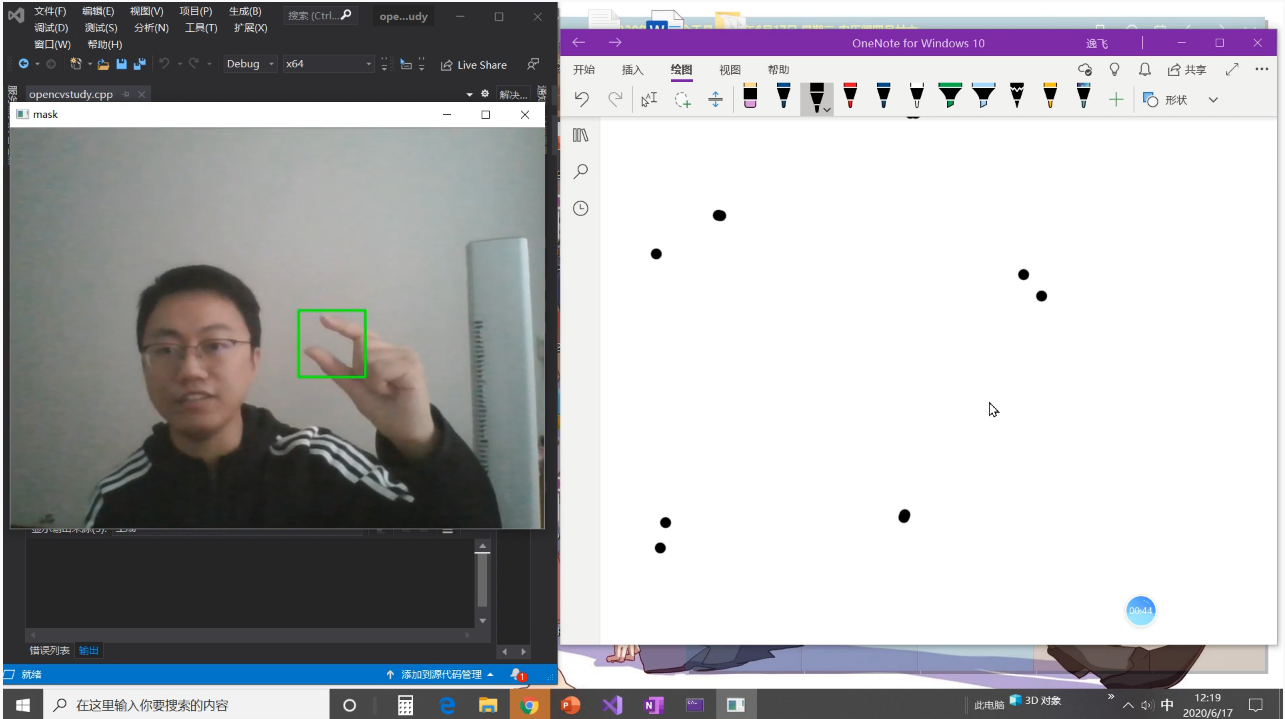 文件(F) 编辑(E) 视图(V) 项目(P) 生成(B) 搜索 (Ctrl... ope...udy
调试(D) 测试(S) 分析(N) 工具(T) 扩展(X)
窗口(W) 帮助(H)
Debug x64 Live Share
opencvstudy.cpp 解决...
mask
错误列表 输出
就绪 添加到源代码管理 1
OneNote for Windows 10 逸飞
开始 插入 绘图 视图 帮助 共享
形状
00:44
在这里输入你要搜索的内容 此电脑 3D 对象 » 中 12:19
2020/6/17